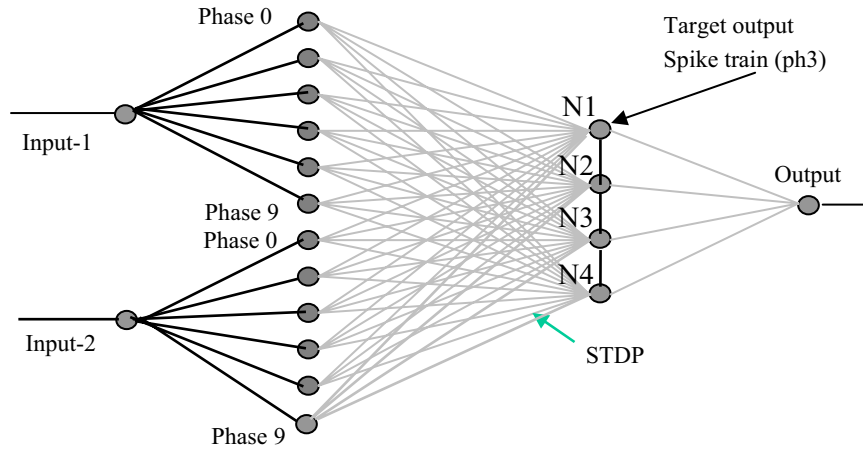 Phase 0
Target output
Spike train (ph3)
N1
Input-1
N2
Output
Phase 9
N3
Phase 0
N4
Input-2
STDP
Phase 9